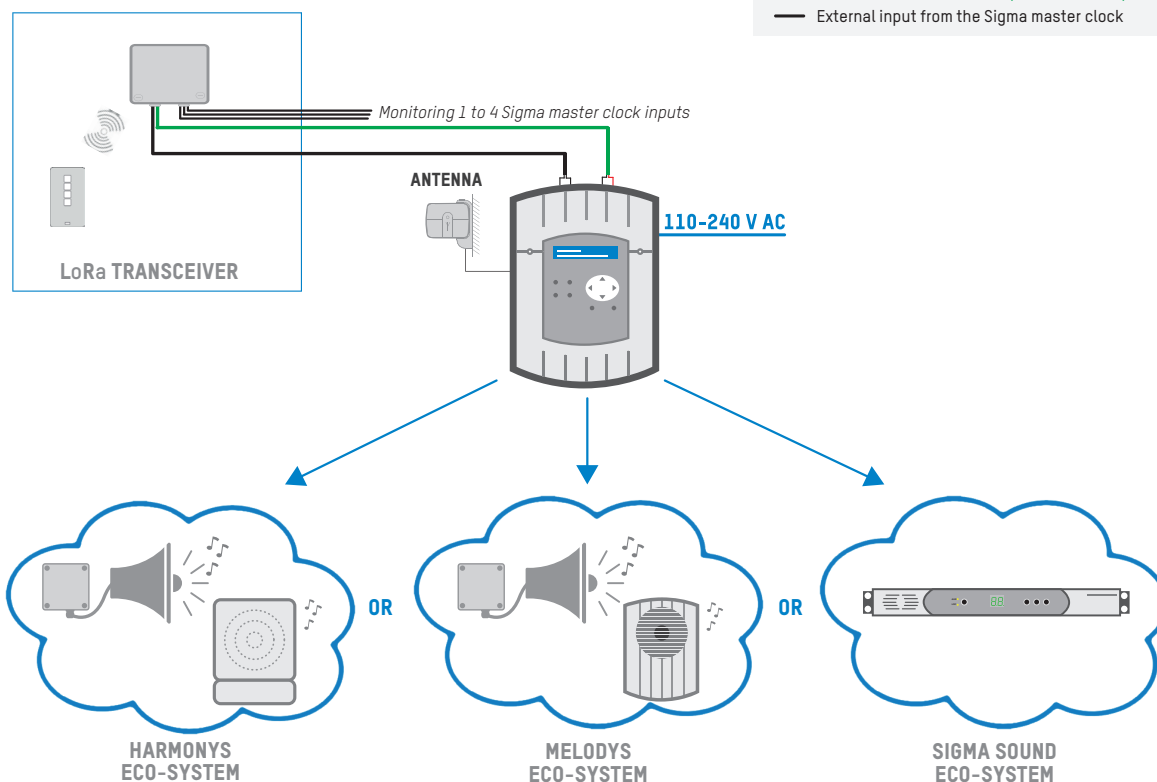 External input from the Sigma master clock
Monitoring 1 to 4 Sigma master clock inputs
ANTENNA
110-240 V AC
LoRa TRANSCEIVER
OR
OR
HARMONYS
ECO-SYSTEM
MELODYS
ECO-SYSTEM
SIGMA SOUND
ECO-SYSTEM